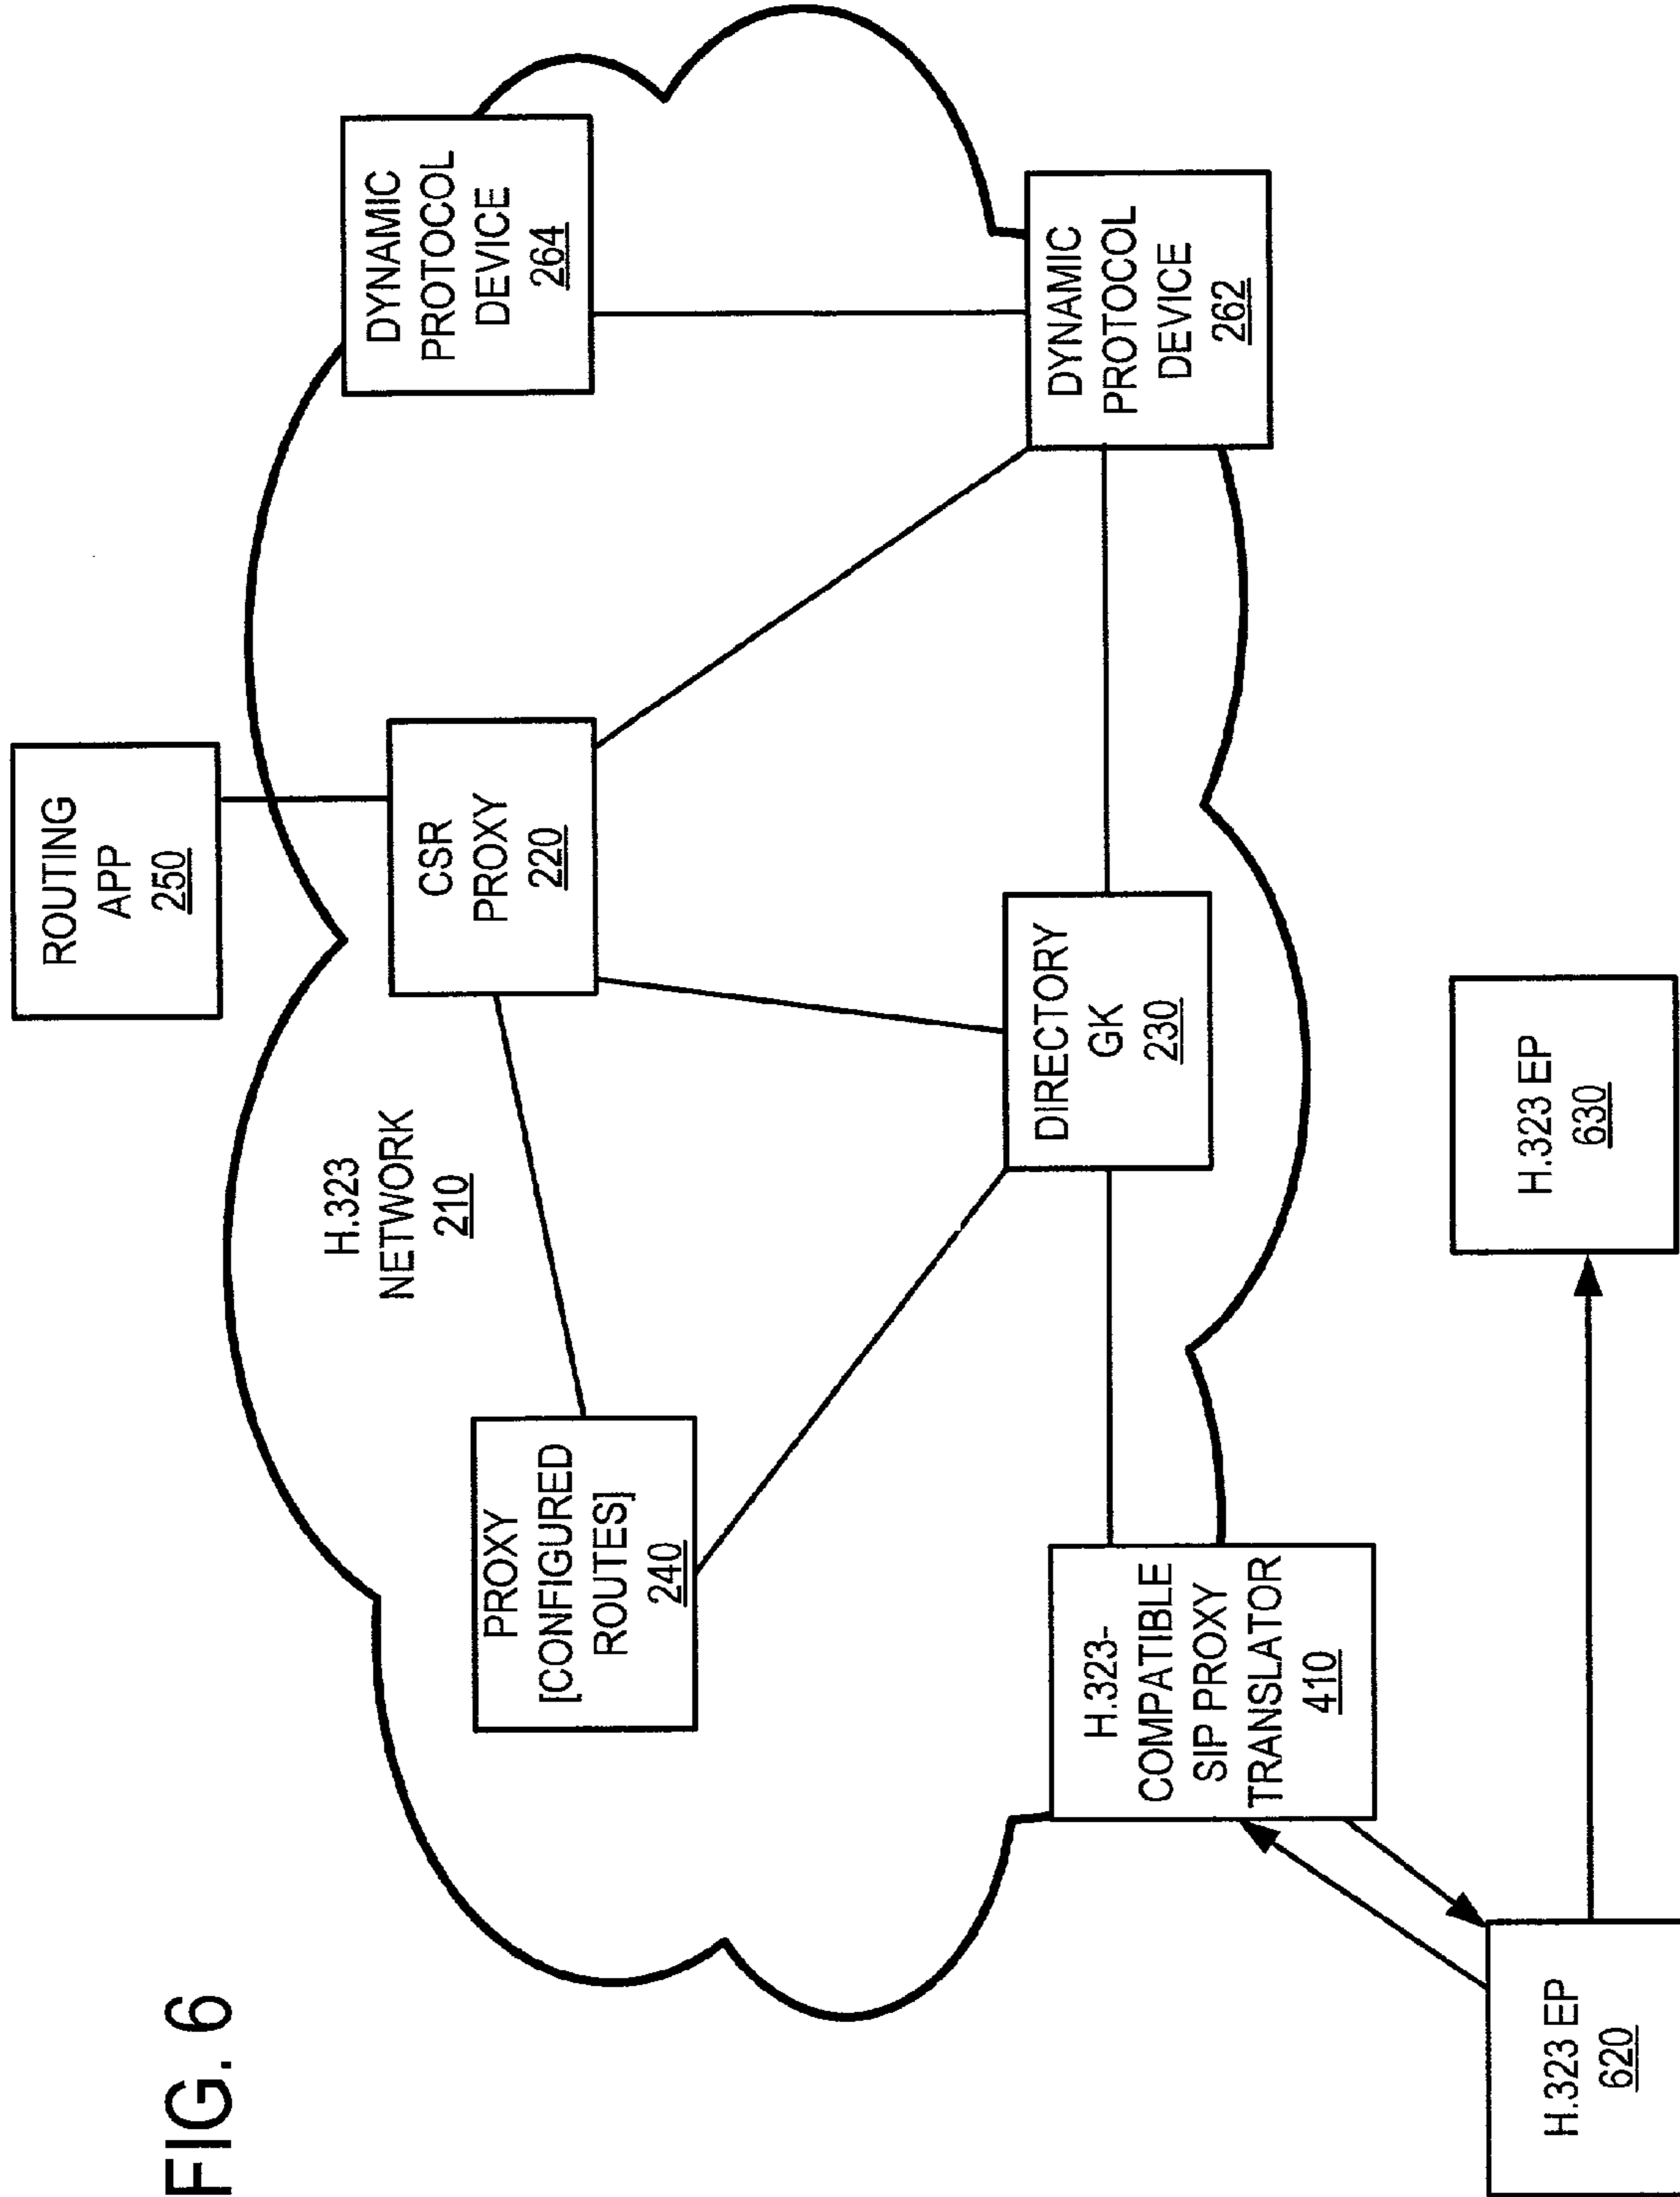 FIG. 6
ROUTING
APP
250
H.323
NETWORK
210
CSR
PROXY
220
DYNAMIC
PROTOCOL
DEVICE
264
PROXY
[CONFIGURED
ROUTES]
240
DIRECTORY
GK
230
DYNAMIC
PROTOCOL
DEVICE
262
H.323-
COMPATIBLE
SIP PROXY
TRANSLATOR
410
H.323 EP
620
H.323 EP
630